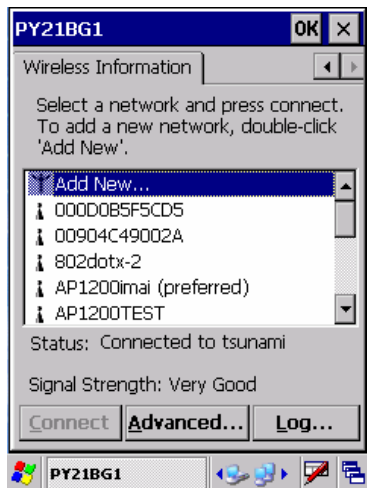 PY21BG1 OK ×
Wireless Information
Select a network and press connect.
To add a new network, double-click
'Add New'.
Add New...
000D0B5F5CD5
00904C49002A
802dotx-2
AP1200imai (preferred)
AP1200TEST
Status: Connected to tsunami
Signal Strength: Very Good
Connect Advanced... Log...
PY21BG1